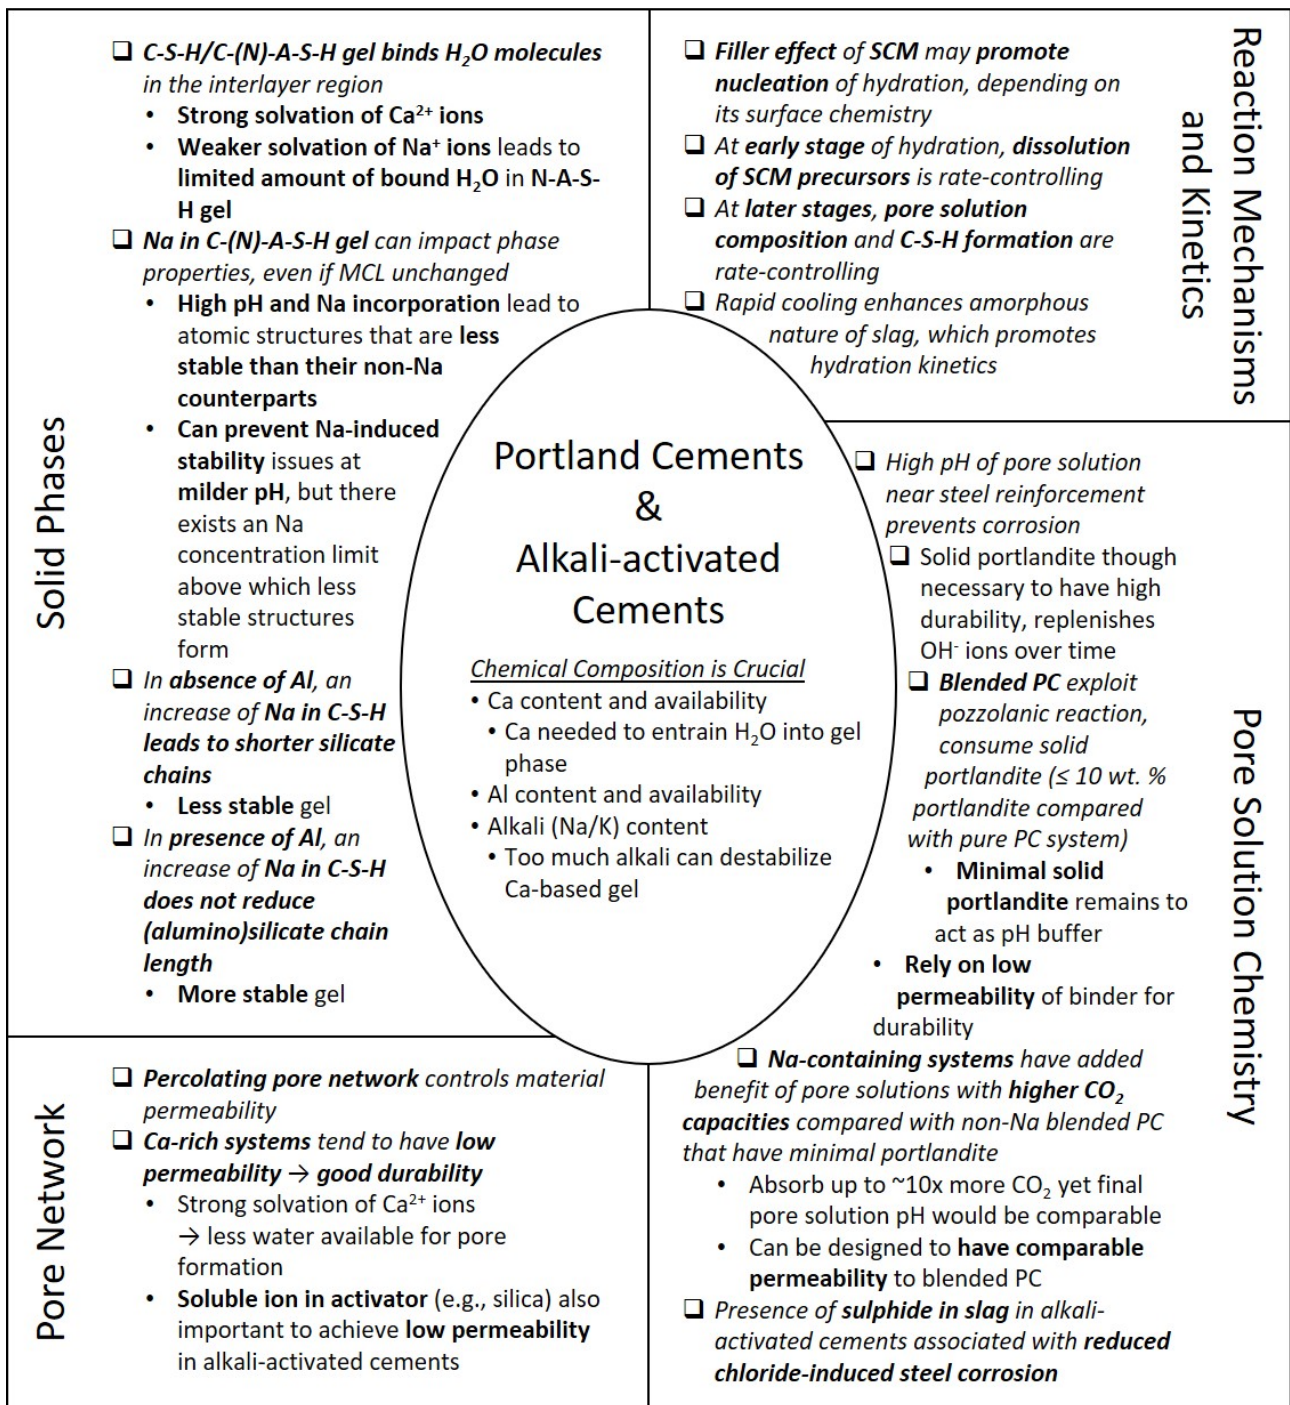 Solid Phases
❑ C-S-H/C-(N)-A-S-H gel binds H₂O molecules
in the interlayer region
• Strong solvation of Ca²⁺ ions
• Weaker solvation of Na⁺ ions leads to
limited amount of bound H₂O in N-A-S-
H gel
❑ Na in C-(N)-A-S-H gel can impact phase
properties, even if MCL unchanged
• High pH and Na incorporation lead to
atomic structures that are less
stable than their non-Na
counterparts
• Can prevent Na-induced
stability issues at
milder pH, but there
exists an Na
concentration limit
above which less
stable structures
form
❑ In absence of Al, an
increase of Na in C-S-H
leads to shorter silicate
chains
• Less stable gel
❑ In presence of Al, an
increase of Na in C-S-H
does not reduce
(alumino)silicate chain
length
• More stable gel
Reaction Mechanisms
and Kinetics
❑ Filler effect of SCM may promote
nucleation of hydration, depending on
its surface chemistry
❑ At early stage of hydration, dissolution
of SCM precursors is rate-controlling
❑ At later stages, pore solution
composition and C-S-H formation are
rate-controlling
❑ Rapid cooling enhances amorphous
nature of slag, which promotes
hydration kinetics
Portland Cements
&
Alkali-activated
Cements
Chemical Composition is Crucial
• Ca content and availability
• Ca needed to entrain H₂O into gel
phase
• Al content and availability
• Alkali (Na/K) content
• Too much alkali can destabilize
Ca-based gel
Pore Solution Chemistry
❑ High pH of pore solution
near steel reinforcement
prevents corrosion
❑ Solid portlandite though
necessary to have high
durability, replenishes
OH⁻ ions over time
❑ Blended PC exploit
pozzolanic reaction,
consume solid
portlandite (≤ 10 wt. %
portlandite compared
with pure PC system)
• Minimal solid
portlandite remains to
act as pH buffer
• Rely on low
permeability of binder for
durability
❑ Na-containing systems have added
benefit of pore solutions with higher CO₂
capacities compared with non-Na blended PC
that have minimal portlandite
• Absorb up to ~10x more CO₂ yet final
pore solution pH would be comparable
• Can be designed to have comparable
permeability to blended PC
❑ Presence of sulphide in slag in alkali-
activated cements associated with reduced
chloride-induced steel corrosion
Pore Network
❑ Percolating pore network controls material
permeability
❑ Ca-rich systems tend to have low
permeability → good durability
• Strong solvation of Ca²⁺ ions
→ less water available for pore
formation
• Soluble ion in activator (e.g., silica) also
important to achieve low permeability
in alkali-activated cements